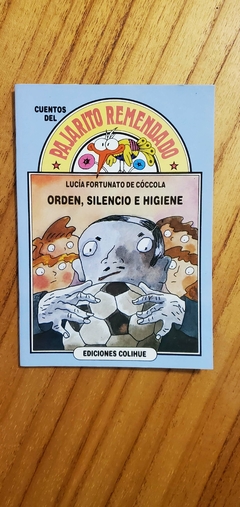 CUENTOS
DEL
PAJARITO REMENDADO
LUCÍA FORTUNATO DE CÓCCOLA
ORDEN, SILENCIO E HIGIENE
EDICIONES COLIHUE